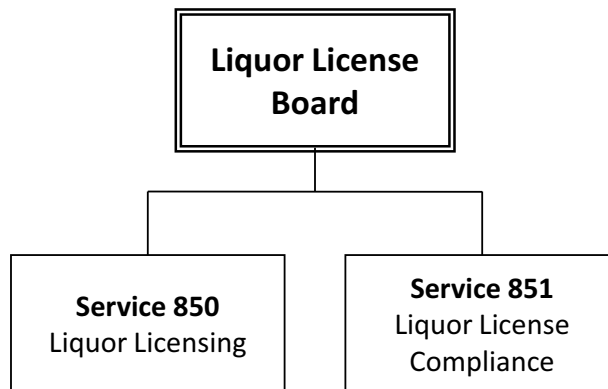 Liquor License
Board
Service 850
Liquor Licensing
Service 851
Liquor License
Compliance